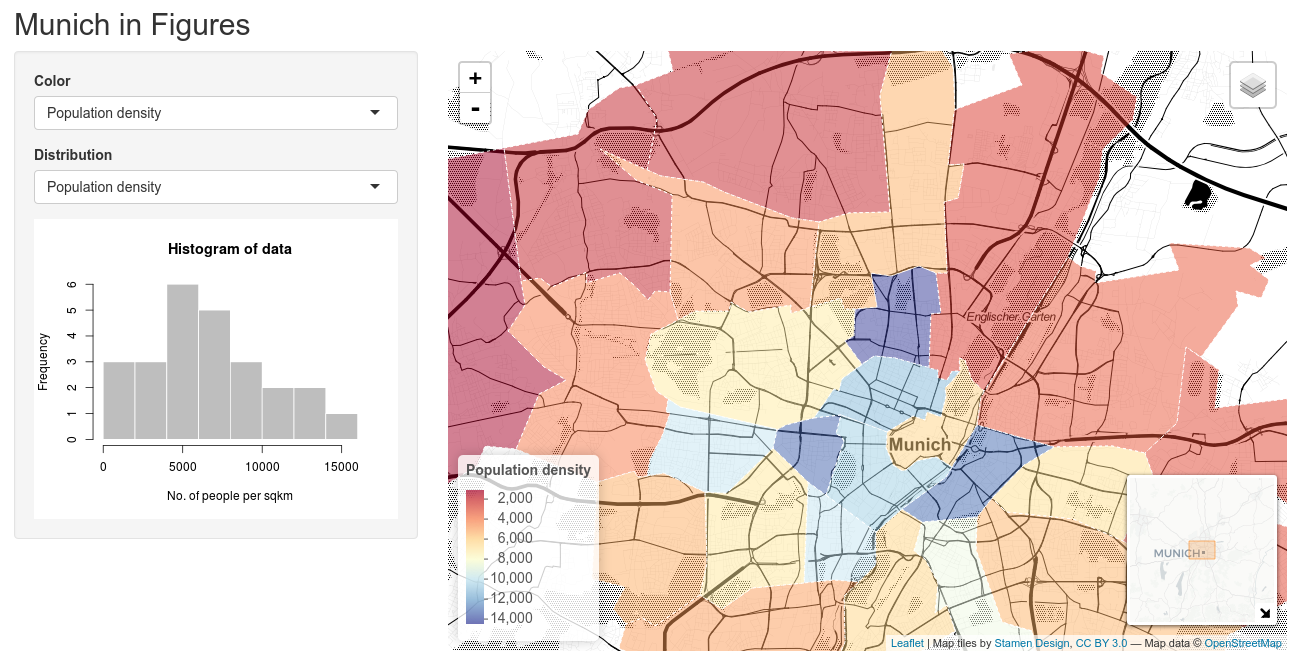 Munich in Figures
Color
Population density
Distribution
Population density
Histogram of data
Frequency
0 1 2 3 4 5 6
0 5000 10000 15000
No. of people per sqkm
+
-
Englischer Garten
Munich
Population density
2,000
4,000
6,000
8,000
10,000
12,000
14,000
MUNICH
Leaflet | Map tiles by Stamen Design, CC BY 3.0 — Map data © OpenStreetMap